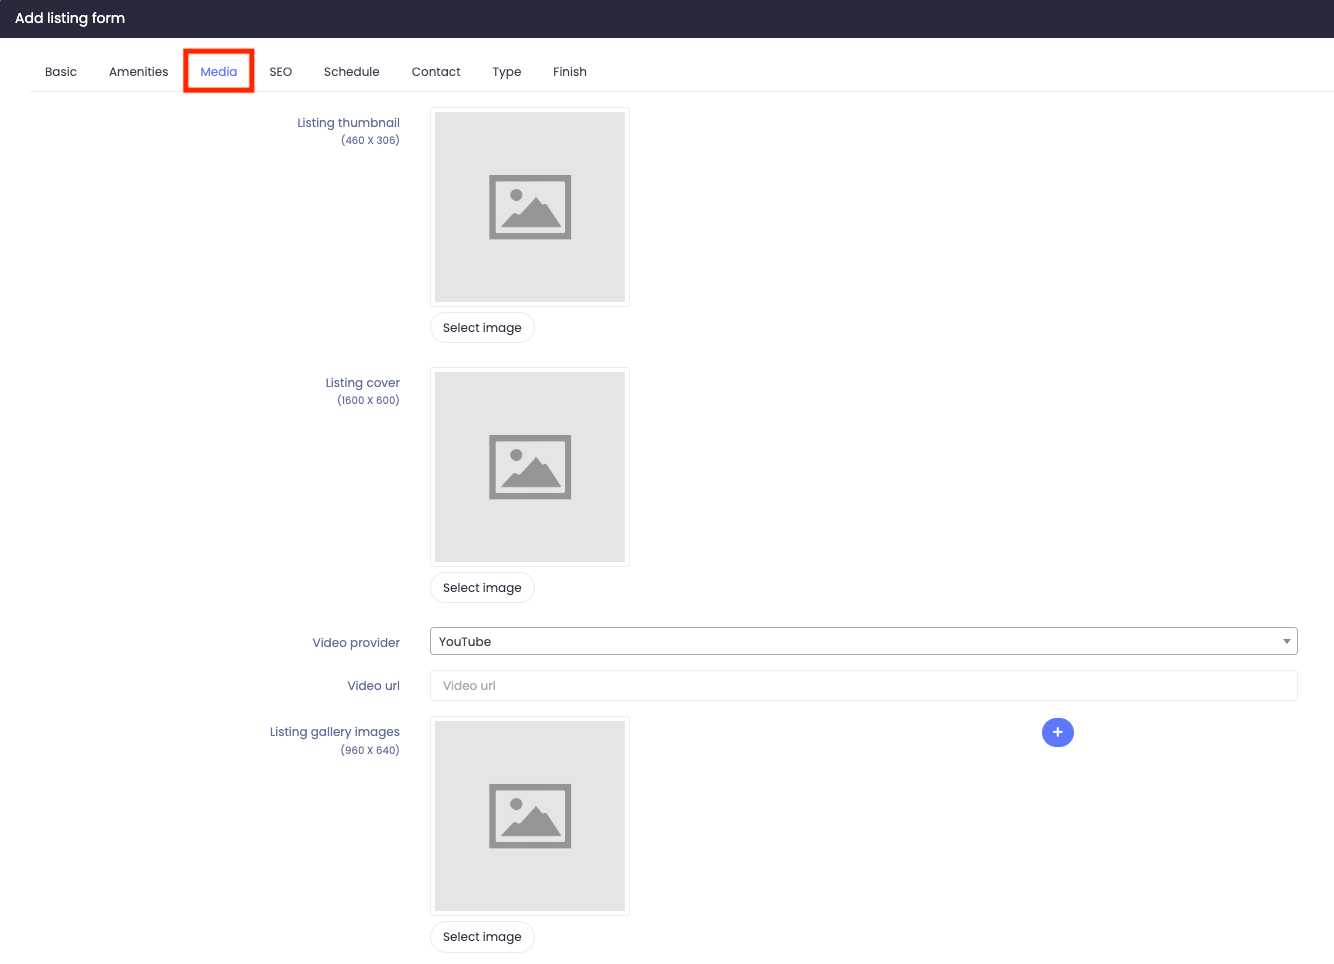 Add listing form
Basic Amenities Media SEO Schedule Contact Type Finish
Listing thumbnail
(460 X 306)
Select image
Listing cover
(1600 X 600)
Select image
Video provider YouTube
Video url Video url
Listing gallery images
(960 X 640)
+
Select image